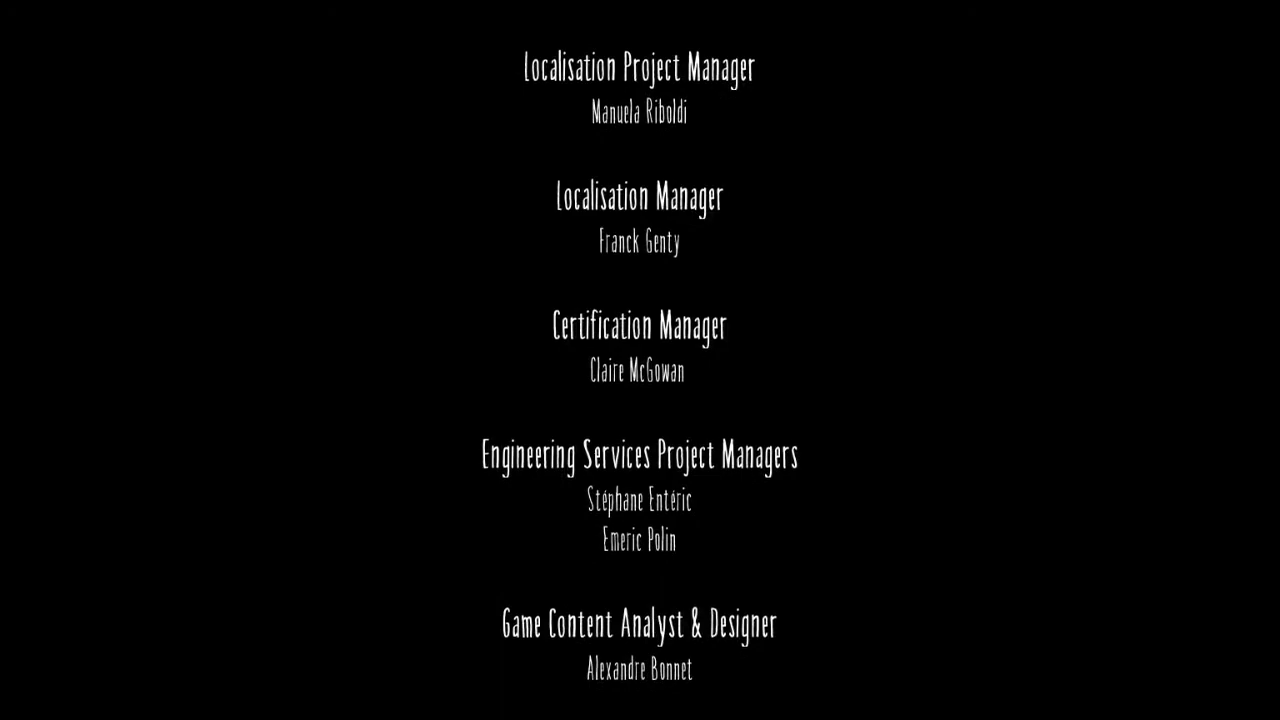 Localisation Project Manager
Manuela Riboldi
Localisation Manager
Franck Genty
Certification Manager
Claire McGowan
Engineering Services Project Managers
Stéphane Entéric
Emeric Polin
Game Content Analyst & Designer
Alexandre Bonnet